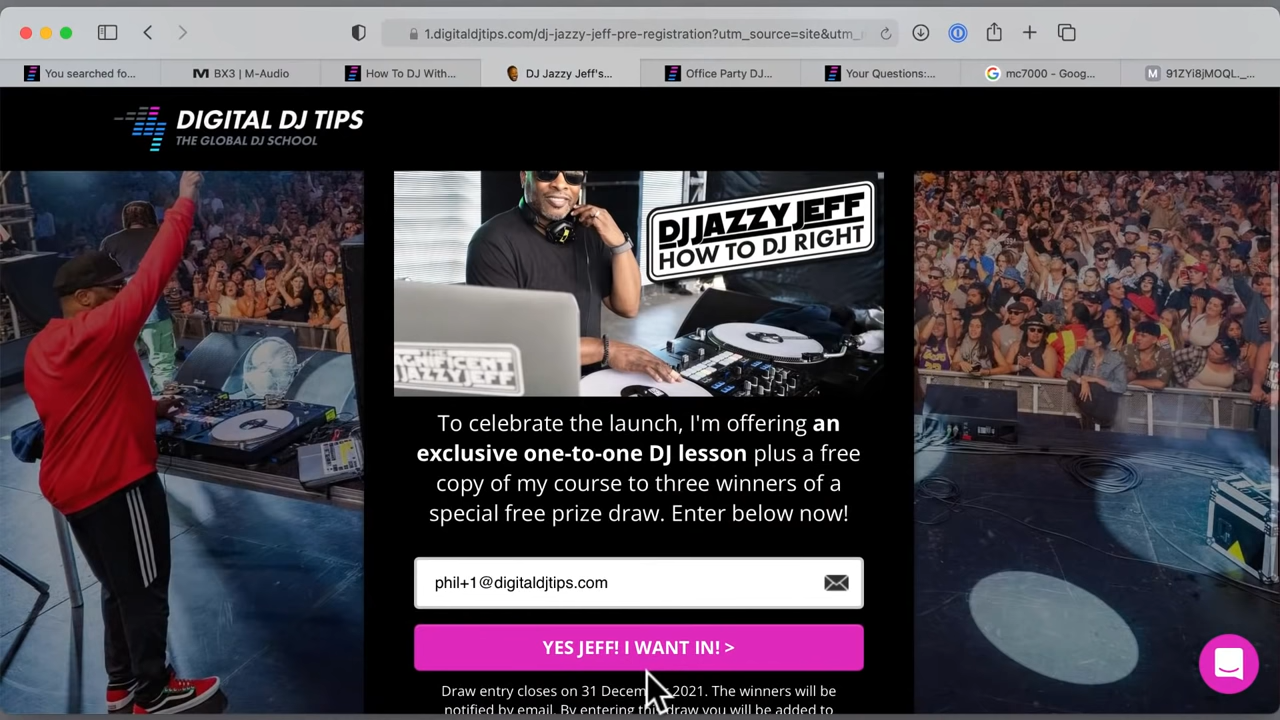 1.digitaldjtips.com/dj-jazzy-jeff-pre-registration?utm_source=site&utm_
You searched fo...
BX3 | M-Audio
How To DJ With...
DJ Jazzy Jeff's...
Office Party DJ...
Your Questions:...
mc7000 - Goog...
M
91ZYi8jMOQL._...
DIGITAL DJ TIPS
THE GLOBAL DJ SCHOOL
DJ JAZZY JEFF
HOW TO DJ RIGHT
MAGNIFICENT
DJ JAZZY JEFF
To celebrate the launch, I'm offering an
exclusive one-to-one DJ lesson plus a free
copy of my course to three winners of a
special free prize draw. Enter below now!
phil+1@digitaldjtips.com
YES JEFF! I WANT IN! >
Draw entry closes on 31 Decem 2021. The winners will be
notified by email. By entering draw you will be added to